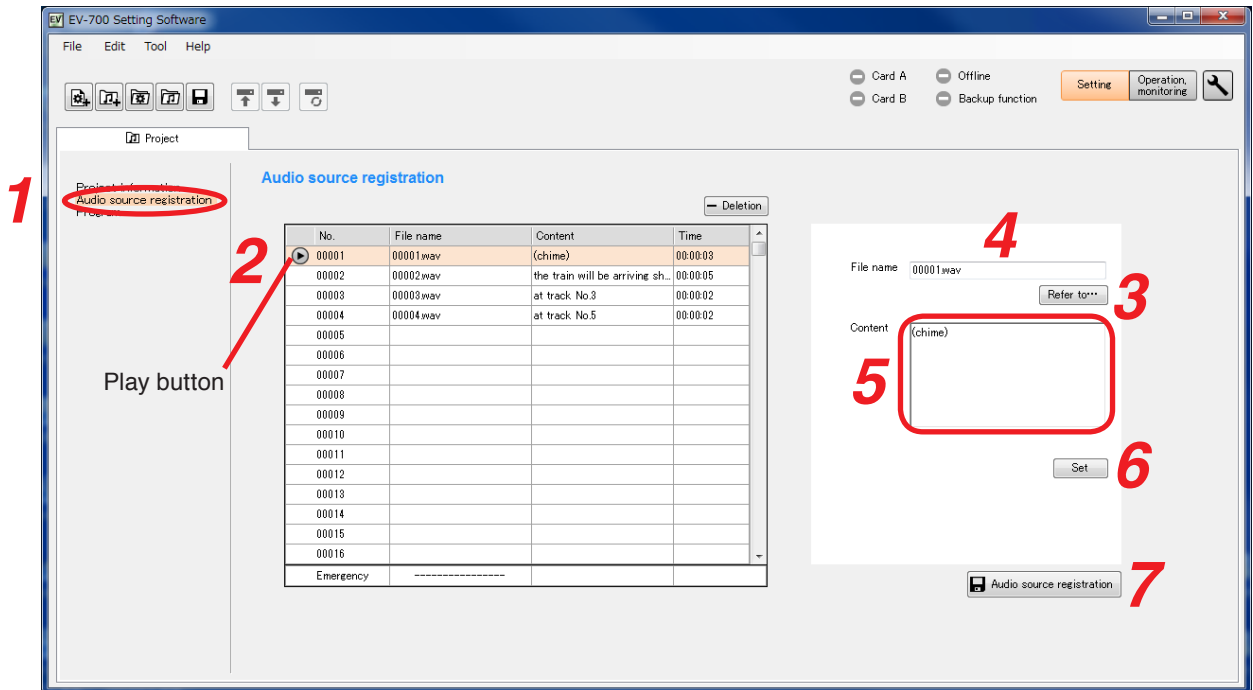 EV EV-700 Setting Software
File Edit Tool Help
Card A Offline
Card B Backup function
Setting Operation, monitoring
Project
1
Project information
Audio source registration
Program
Audio source registration
Deletion
No. File name Content Time
2
00001 00001.wav (chime) 00:00:03
00002 00002.wav the train will be arriving sh... 00:00:05
00003 00003.wav at track No.3 00:00:02
00004 00004.wav at track No.5 00:00:02
00005
00006
00007
00008
00009
00010
00011
00012
00013
00014
00015
00016
Emergency ----------------
Play button
4
File name 00001.wav
Refer to··· 3
Content (chime)
5
Set 6
Audio source registration 7